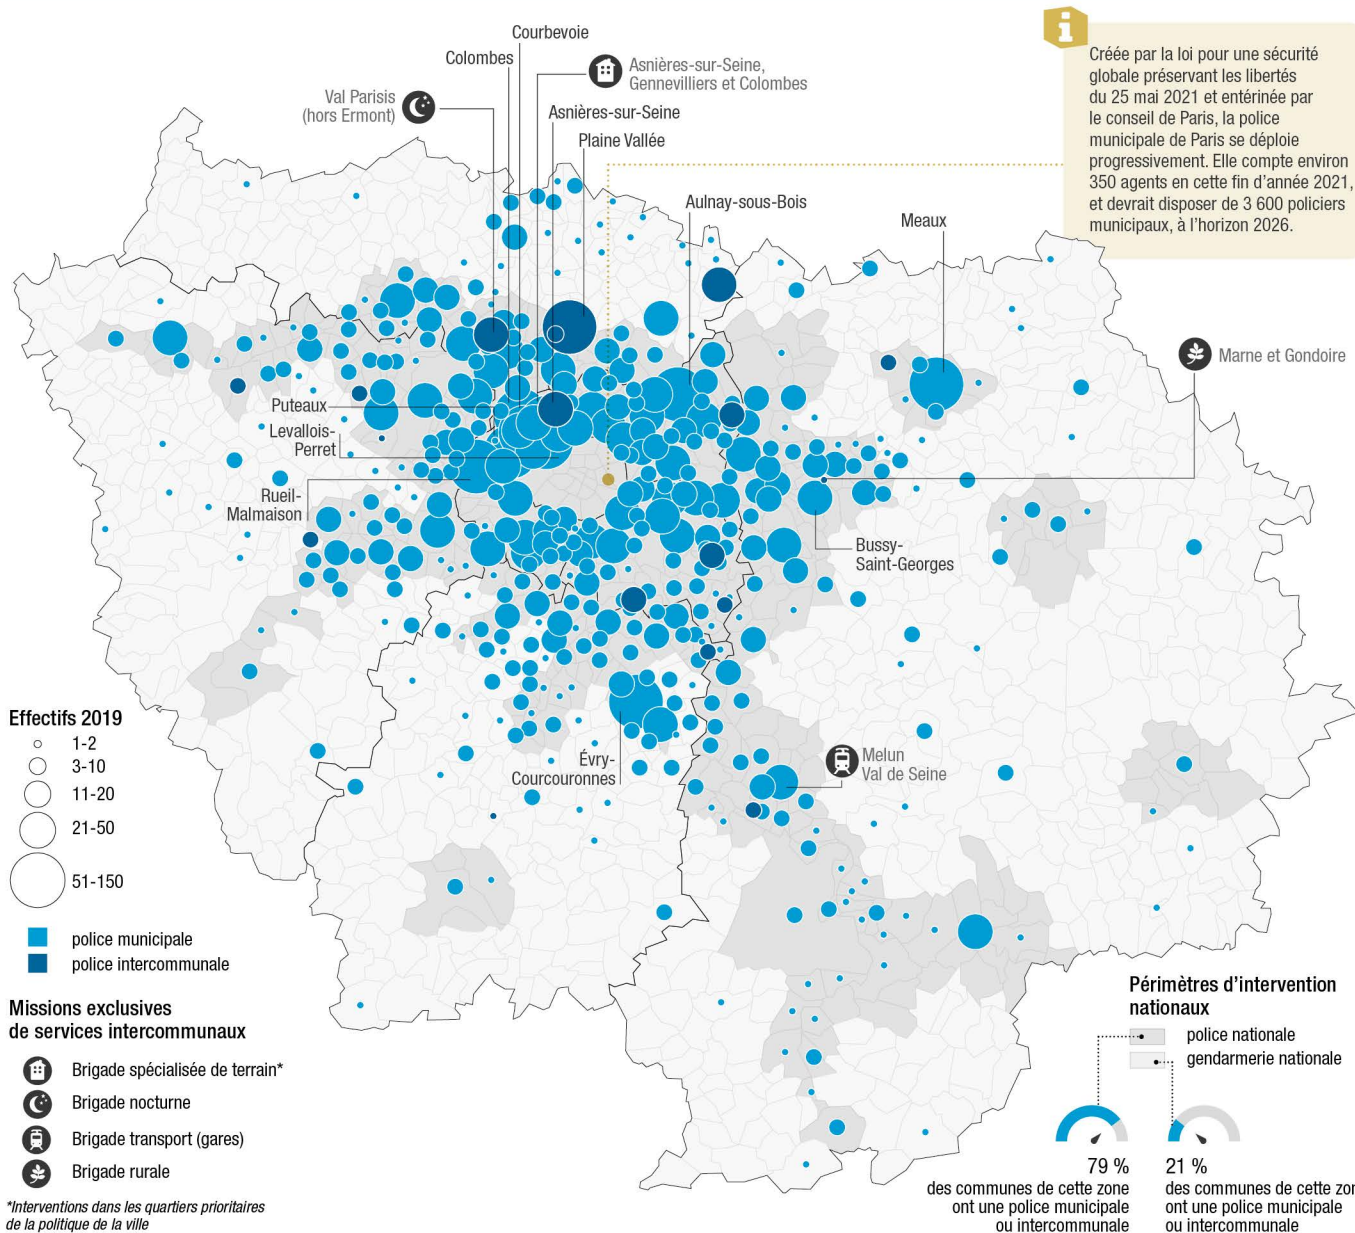 Courbevoie
Colombes
Asnières-sur-Seine,
Gennevilliers et Colombes
Val Parisis
(hors Ermont)
Asnières-sur-Seine
Plaine Vallée
Aulnay-sous-Bois
Meaux
i
Créée par la loi pour une sécurité
globale préservant les libertés
du 25 mai 2021 et entérinée par
le conseil de Paris, la police
municipale de Paris se déploie
progressivement. Elle compte environ
350 agents en cette fin d’année 2021,
et devrait disposer de 3 600 policiers
municipaux, à l’horizon 2026.
Marne et Gondoire
Puteaux
Levallois-
Perret
Rueil-
Malmaison
Bussy-
Saint-Georges
Évry-
Courcouronnes
Melun
Val de Seine
Effectifs 2019
1-2
3-10
11-20
21-50
51-150
police municipale
police intercommunale
Missions exclusives
de services intercommunaux
Brigade spécialisée de terrain*
Brigade nocturne
Brigade transport (gares)
Brigade rurale
*Interventions dans les quartiers prioritaires
de la politique de la ville
Périmètres d’intervention
nationaux
police nationale
gendarmerie nationale
79 %
des communes de cette zone
ont une police municipale
ou intercommunale
21 %
des communes de cette zon
ont une police municipale
ou intercommunale